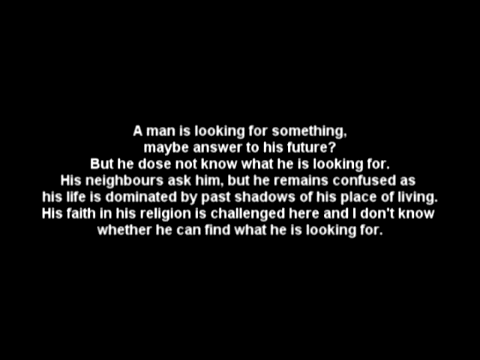 A man is looking for something,
maybe answer to his future?
But he dose not know what he is looking for.
His neighbours ask him, but he remains confused as
his life is dominated by past shadows of his place of living.
His faith in his religion is challenged here and I don't know
whether he can find what he is looking for.